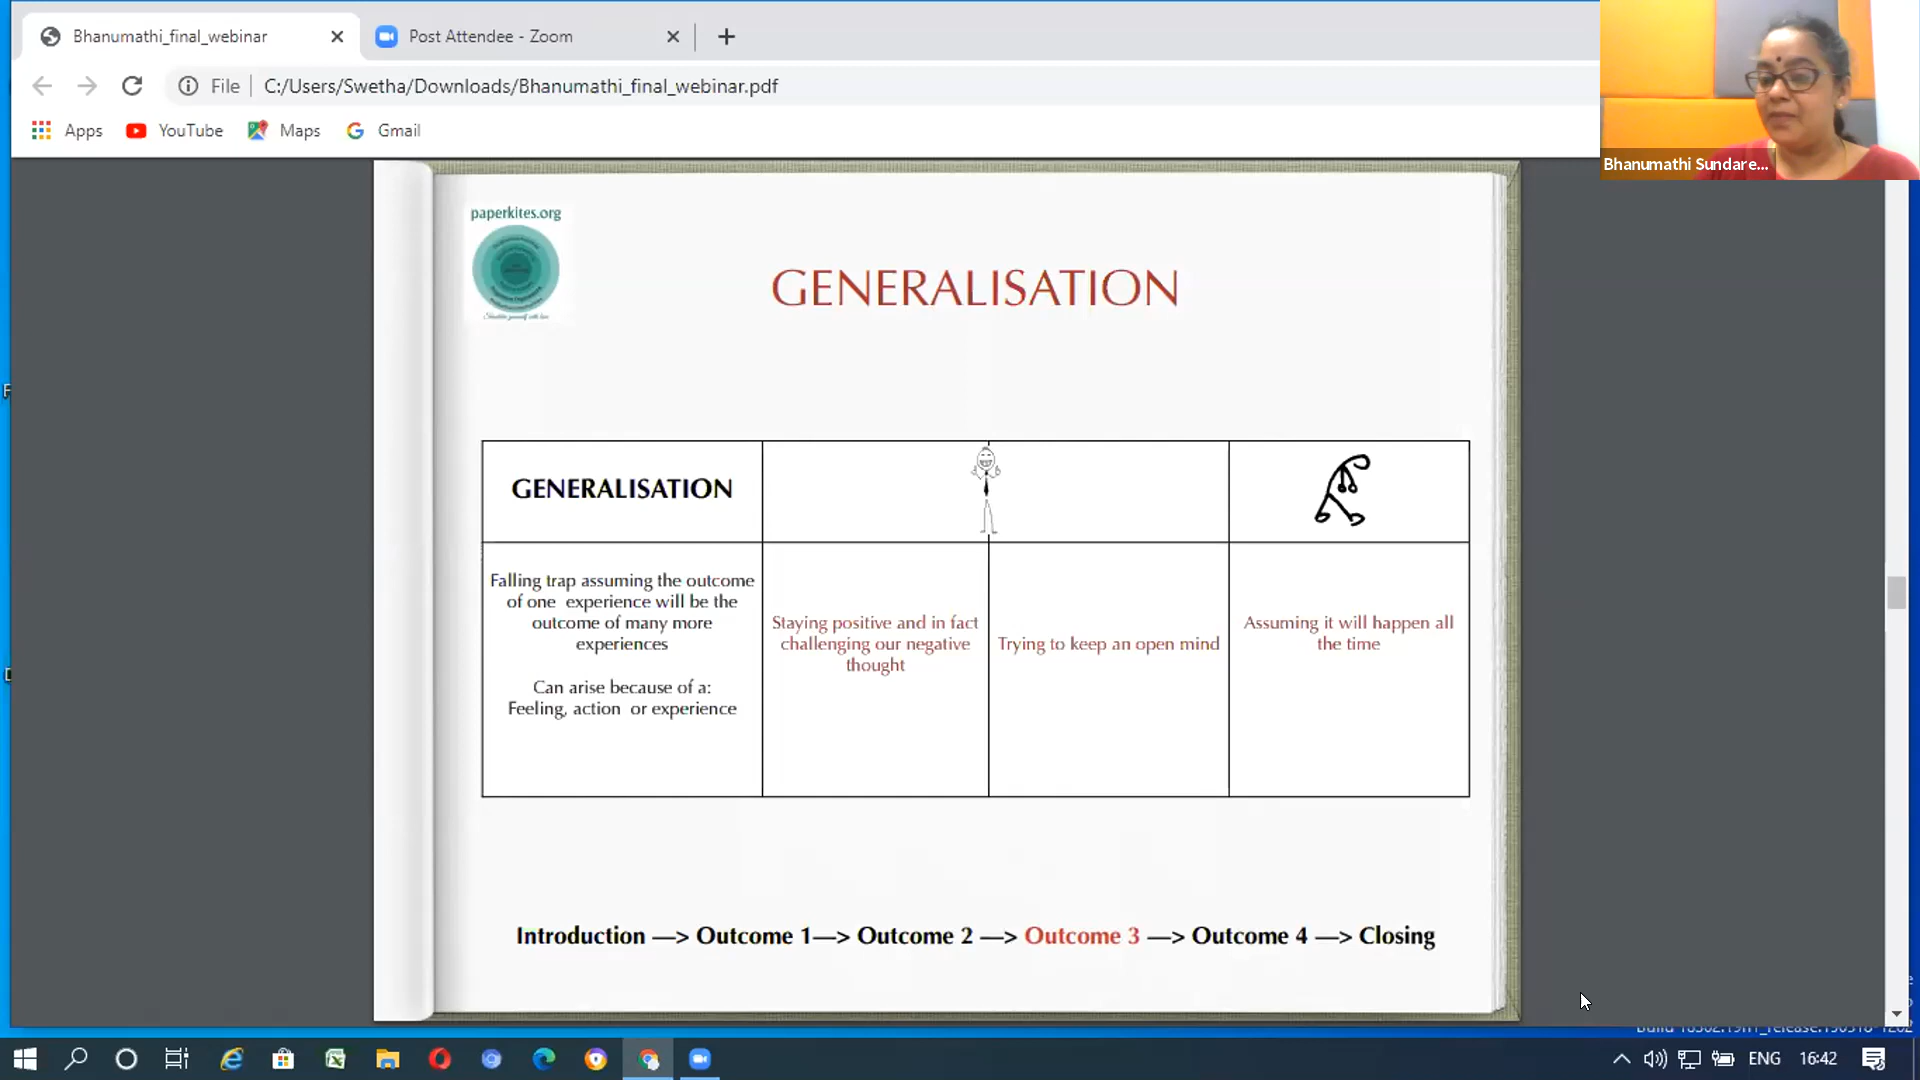 Bhanumathi_final_webinar
Post Attendee - Zoom
File
C:/Users/Swetha/Downloads/Bhanumathi_final_webinar.pdf
Apps
YouTube
Maps
Gmail
Bhanumathi Sundare...
paperkites.org
GENERALISATION
GENERALISATION
Falling trap assuming the outcome
of one experience will be the
outcome of many more
experiences
Can arise because of a:
Feeling, action or experience
Staying positive and in fact
challenging our negative
thought
Trying to keep an open mind
Assuming it will happen all
the time
Introduction —> Outcome 1—> Outcome 2 —> Outcome 3 —> Outcome 4 —> Closing
ENG
16:42